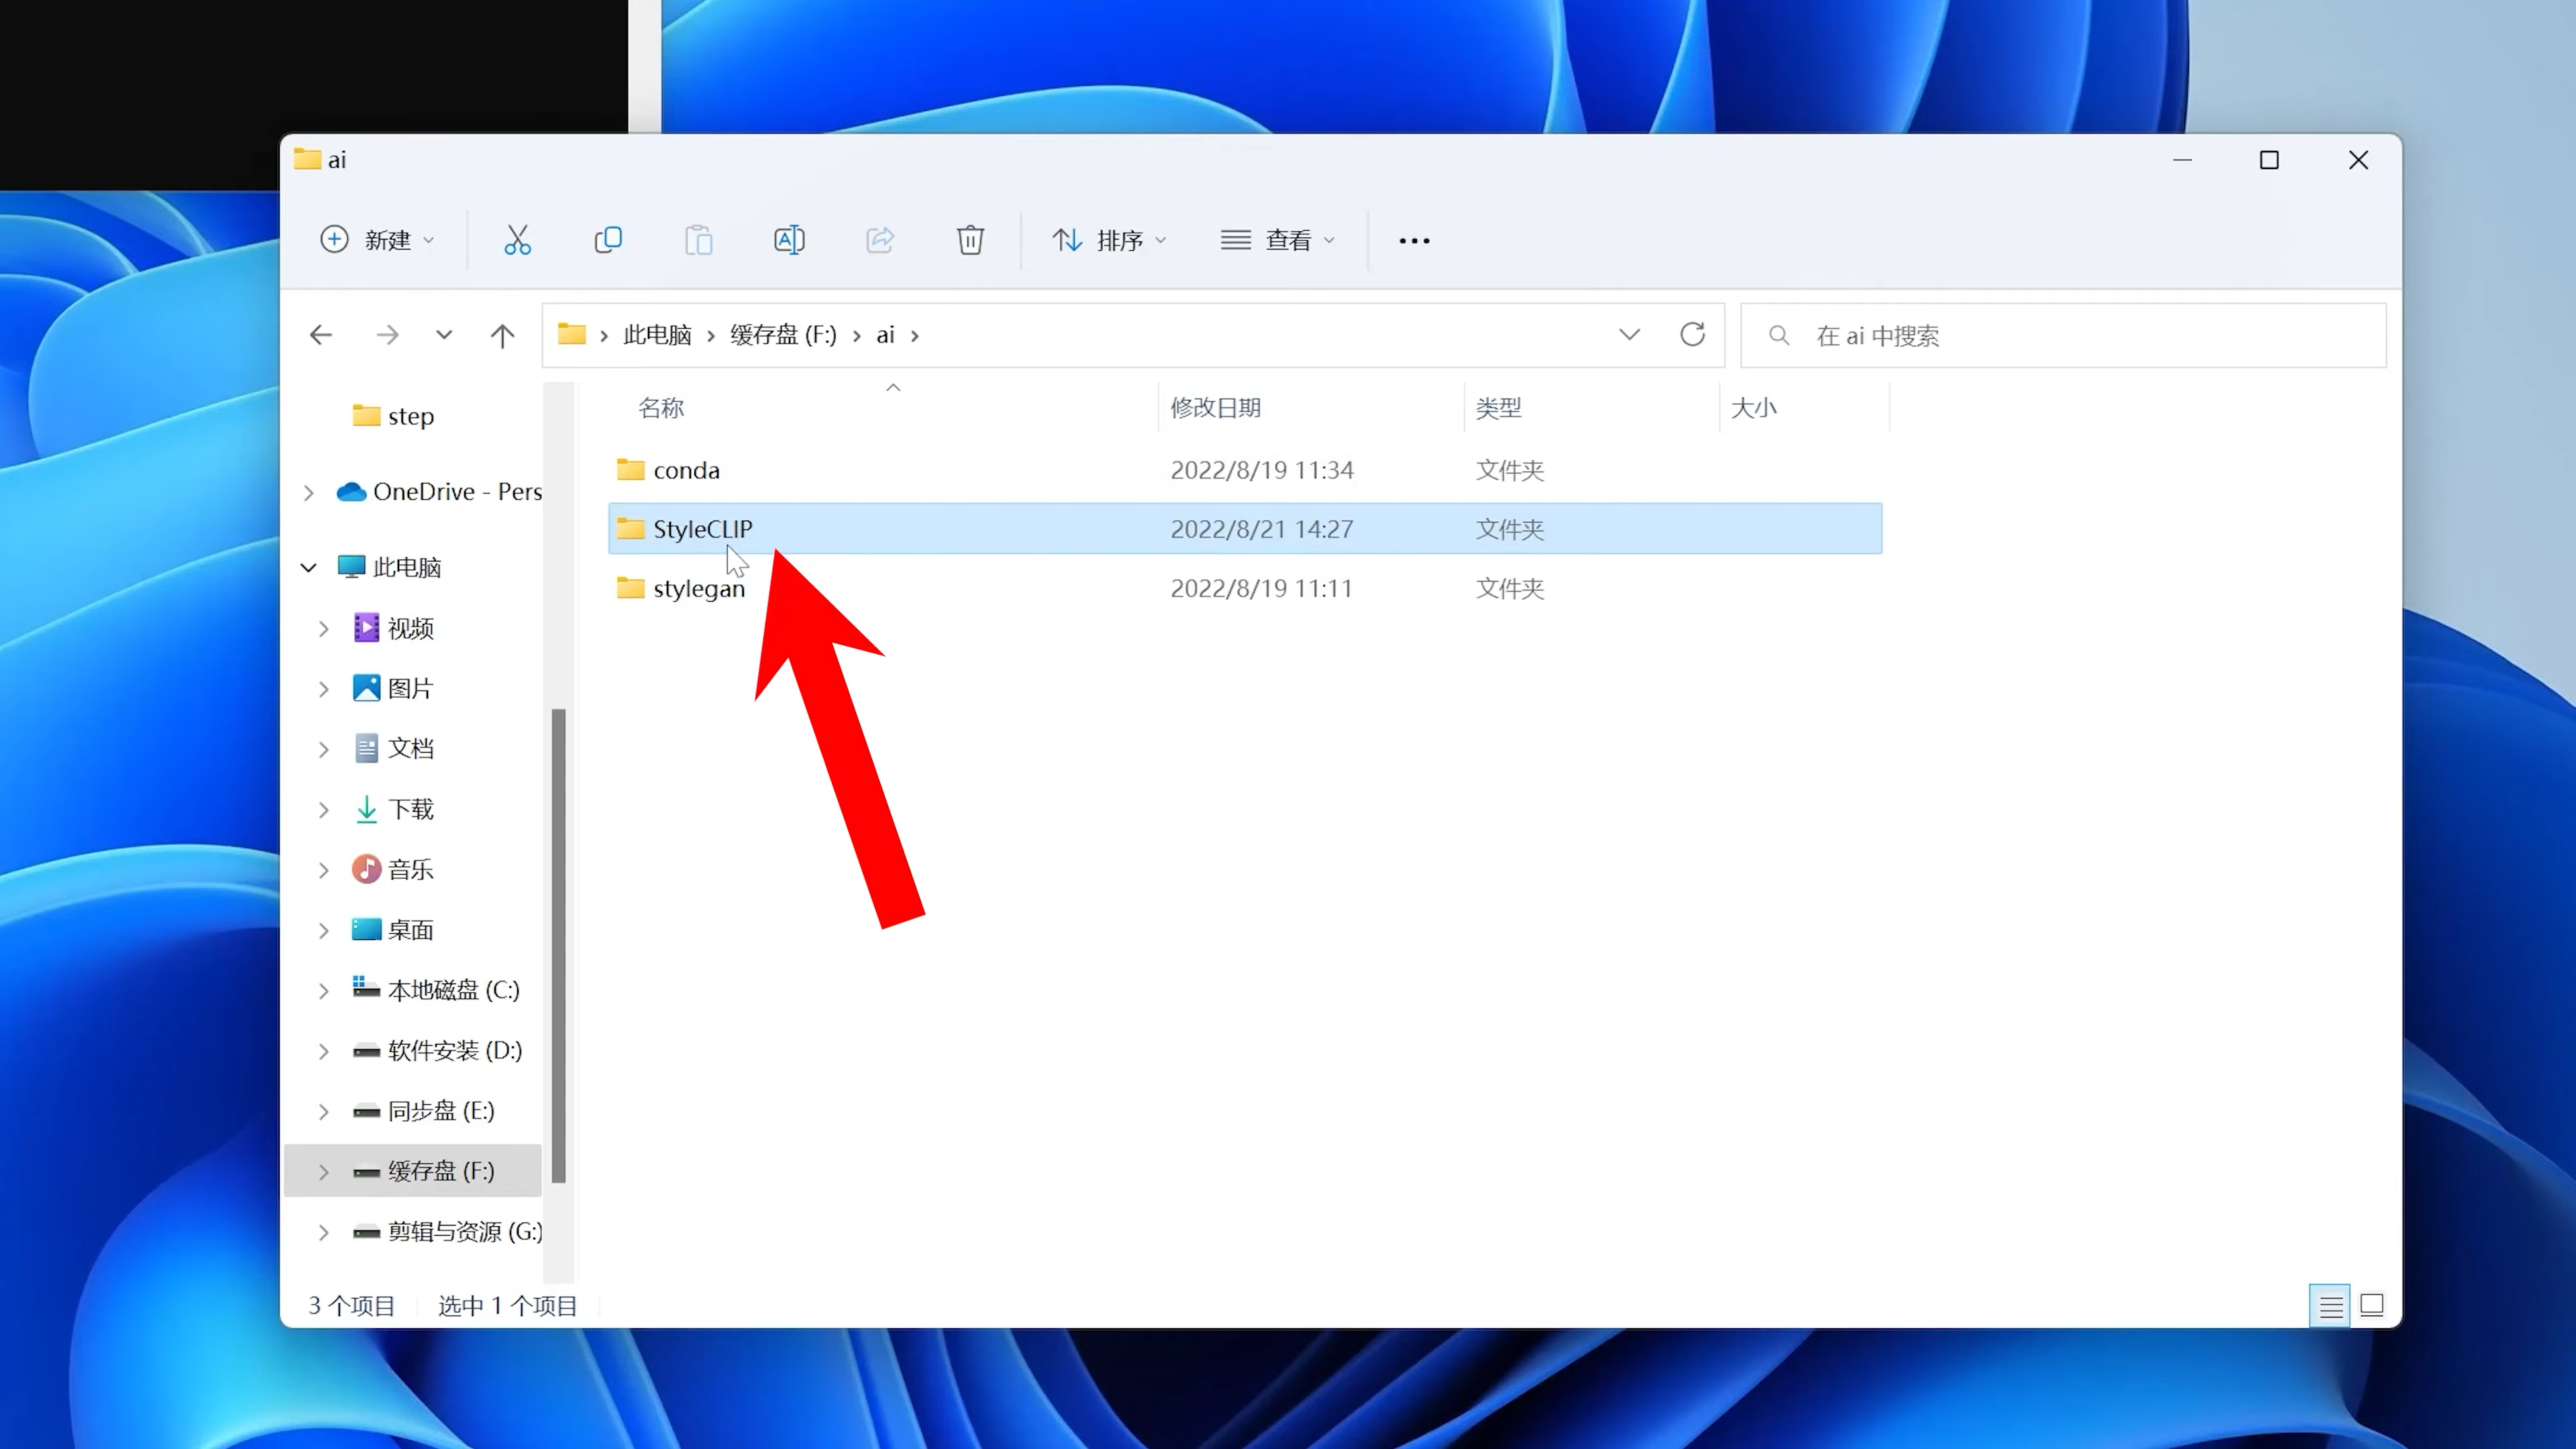 ai
新建 排序 查看
此电脑 缓存盘 (F:) ai 在 ai 中搜索
名称 修改日期 类型 大小
conda 2022/8/19 11:34 文件夹
StyleCLIP 2022/8/21 14:27 文件夹
stylegan 2022/8/19 11:11 文件夹
step
OneDrive - Pers
此电脑
视频
图片
文档
下载
音乐
桌面
本地磁盘 (C:)
软件安装 (D:)
同步盘 (E:)
缓存盘 (F:)
剪辑与资源 (G:)
3 个项目 选中 1 个项目